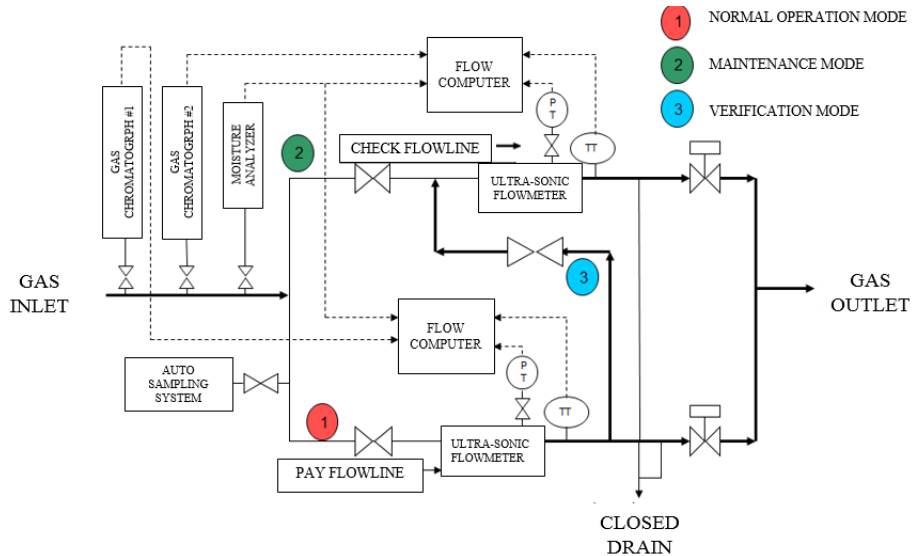 1
NORMAL OPERATION MODE
2
MAINTENANCE MODE
3
VERIFICATION MODE
FLOW
COMPUTER
GAS
CHROMATOGRPH #1
GAS
CHROMATOGRPH #2
MOISTURE
ANALYZER
P
T
TT
2
CHECK FLOWLINE
ULTRA-SONIC
FLOWMETER
3
GAS
INLET
GAS
OUTLET
FLOW
COMPUTER
P
T
TT
AUTO
SAMPLING
SYSTEM
1
ULTRA-SONIC
FLOWMETER
PAY FLOWLINE
CLOSED
DRAIN